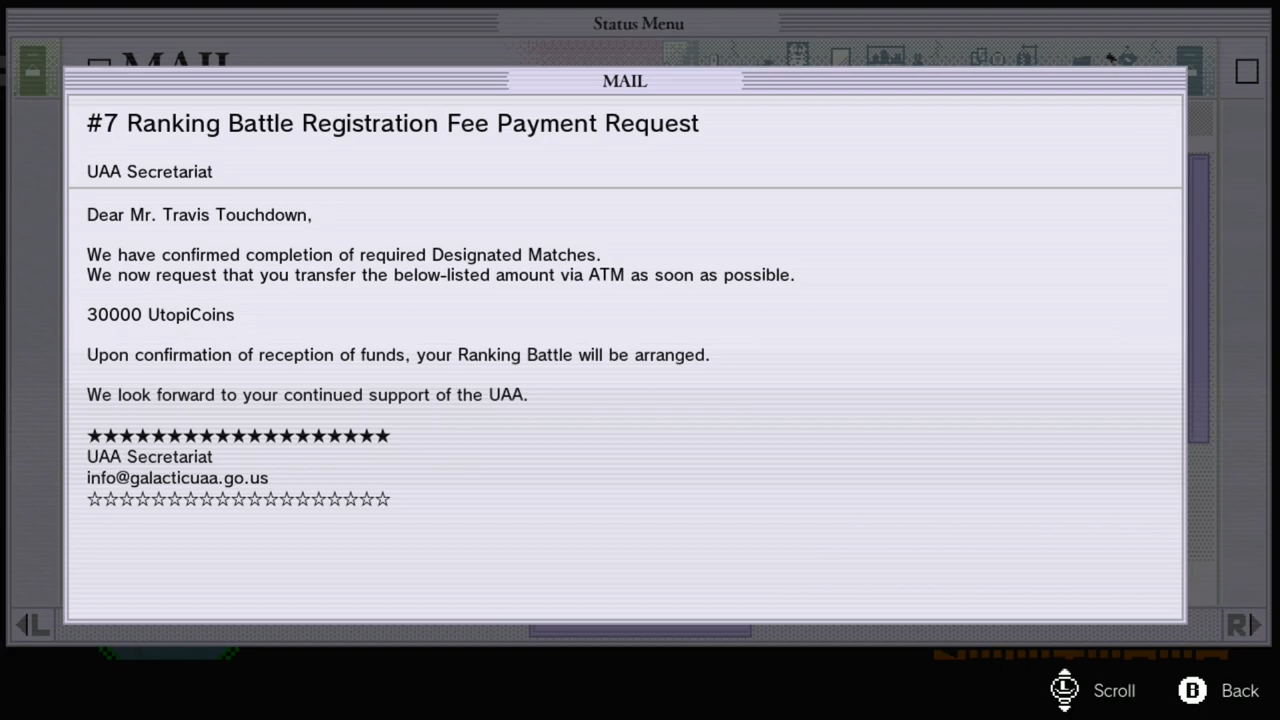 Status Menu
MAIL
MAIL
#7 Ranking Battle Registration Fee Payment Request
UAA Secretariat
Dear Mr. Travis Touchdown,
We have confirmed completion of required Designated Matches.
We now request that you transfer the below-listed amount via ATM as soon as possible.
30000 UtopiCoins
Upon confirmation of reception of funds, your Ranking Battle will be arranged.
We look forward to your continued support of the UAA.
★★★★★★★★★★★★★★★★★★★
UAA Secretariat
info@galacticuaa.go.us
☆☆☆☆☆☆☆☆☆☆☆☆☆☆☆☆☆☆☆
L R
L Scroll B Back